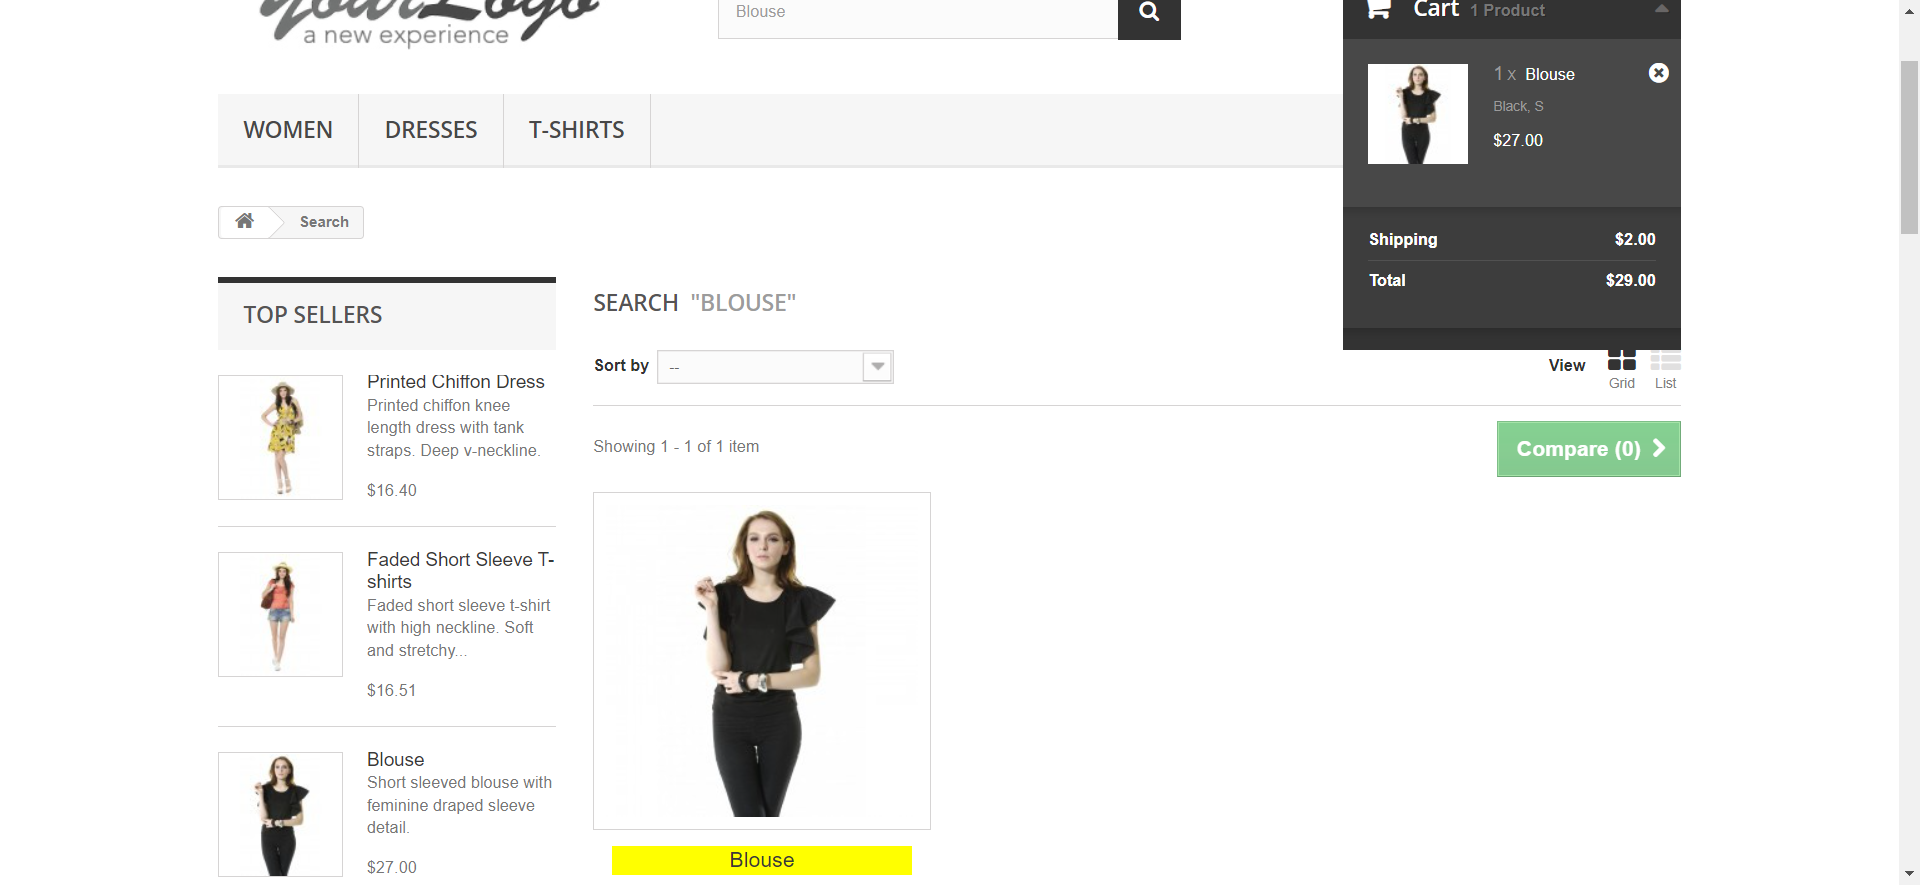 yourLogo
a new experience
Blouse
Cart 1 Product
1 x Blouse
Black, S
$27.00
Shipping $2.00
Total $29.00
WOMEN
DRESSES
T-SHIRTS
Search
TOP SELLERS
Printed Chiffon Dress
Printed chiffon knee
length dress with tank
straps. Deep v-neckline.
$16.40
Faded Short Sleeve T-
shirts
Faded short sleeve t-shirt
with high neckline. Soft
and stretchy...
$16.51
Blouse
Short sleeved blouse with
feminine draped sleeve
detail.
$27.00
SEARCH "BLOUSE"
Sort by --
View
Grid
List
Showing 1 - 1 of 1 item
Compare (0)
Blouse